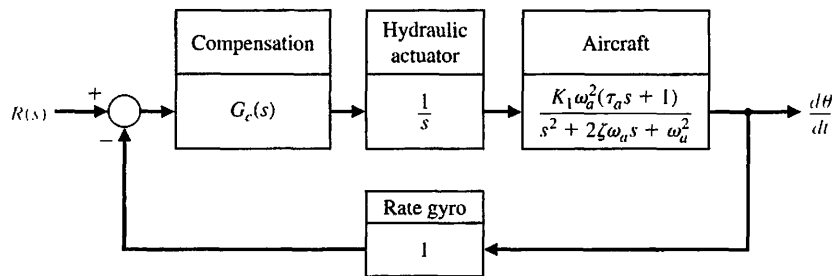 Compensation
Hydraulic
actuator
Aircraft
R(s)
+
−
G_c(s)
1/s
K_1ω_a^2(τ_a s + 1)
s^2 + 2ζω_a s + ω_a^2
dθ/dt
Rate gyro
1